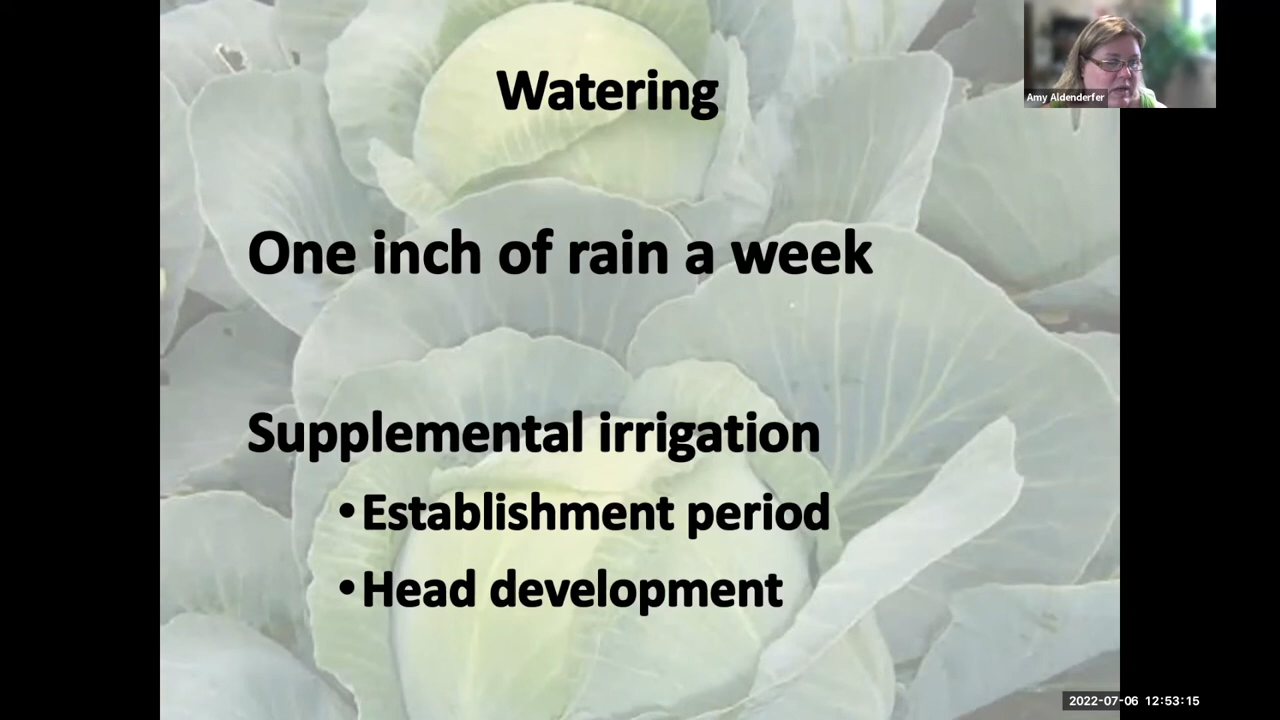 Watering
One inch of rain a week
Supplemental irrigation
•Establishment period
•Head development
Amy Aldenderfer
2022-07-06 12:53:15